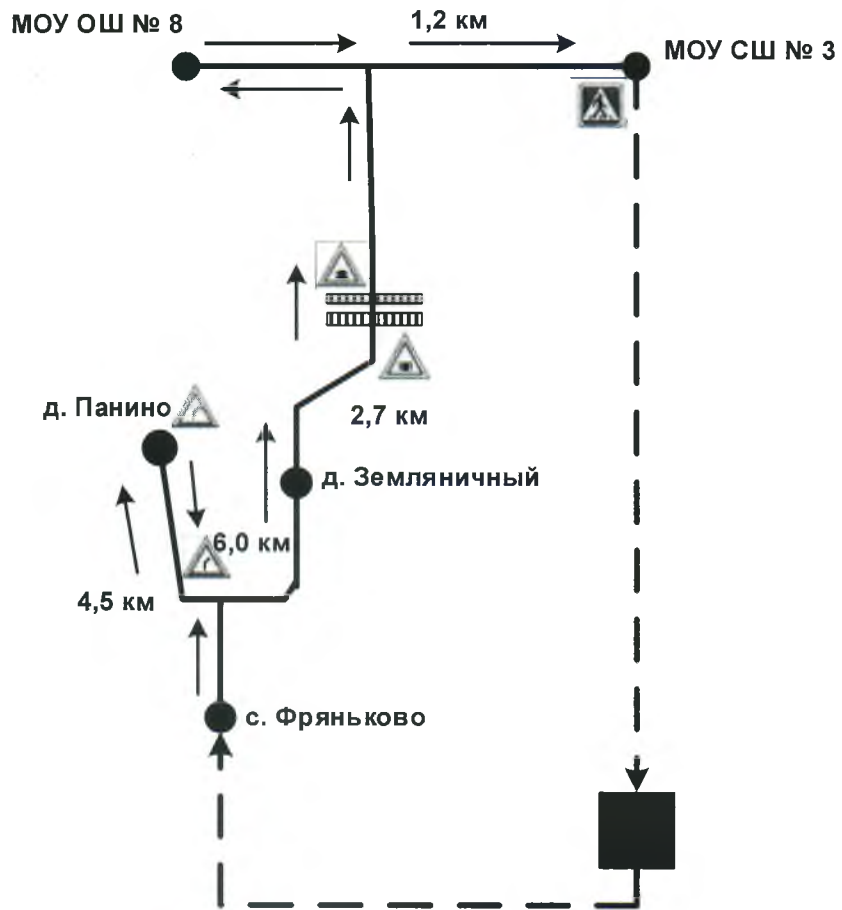 МОУ ОШ № 8
1,2 км
МОУ СШ № 3
д. Панино
2,7 км
д. Земляничный
6,0 км
4,5 км
с. Фряньково